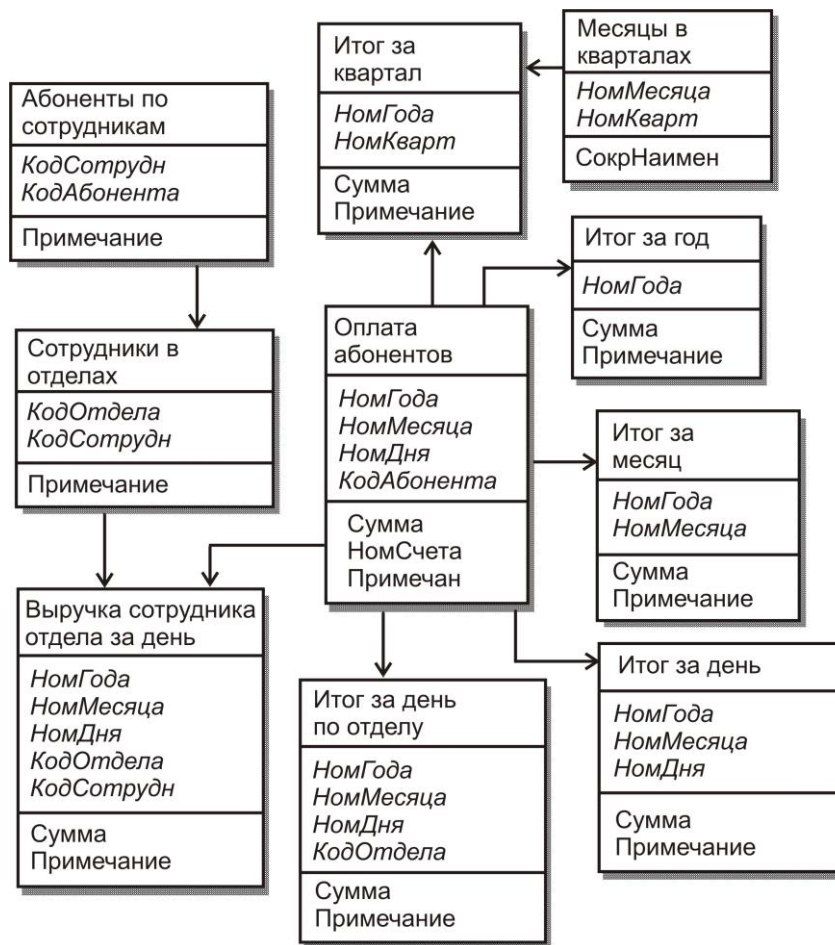 Абоненты по
сотрудникам
КодСотрудн
КодАбонента
Примечание
Итог за
квартал
НомГода
НомКварт
Сумма
Примечание
Месяцы в
кварталах
НомМесяца
НомКварт
СокрНаимен
Итог за год
НомГода
Сумма
Примечание
Сотрудники в
отделах
КодОтдела
КодСотрудн
Примечание
Оплата
абонентов
НомГода
НомМесяца
НомДня
КодАбонента
Сумма
НомСчета
Примечан
Итог за
месяц
НомГода
НомМесяца
Сумма
Примечание
Выручка сотрудника
отдела за день
НомГода
НомМесяца
НомДня
КодОтдела
КодСотрудн
Сумма
Примечание
Итог за день
по отделу
НомГода
НомМесяца
НомДня
КодОтдела
Сумма
Примечание
Итог за день
НомГода
НомМесяца
НомДня
Сумма
Примечание